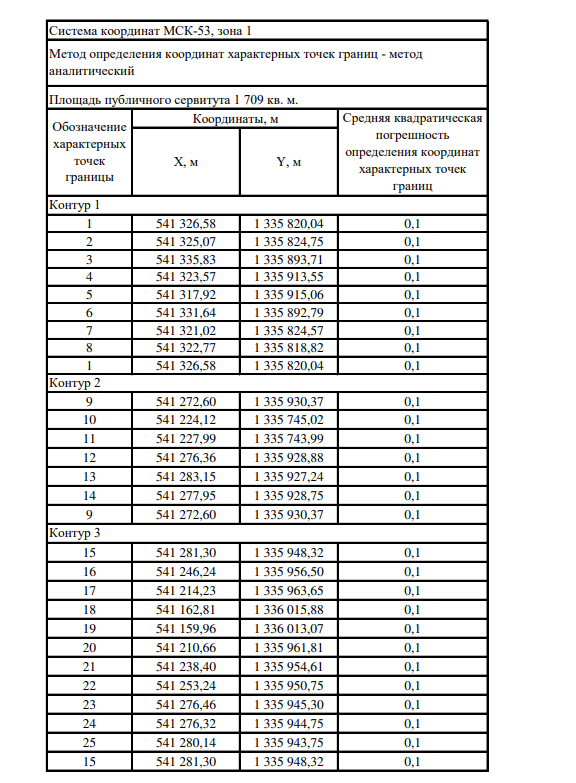 Система координат МСК-53, зона 1
Метод определения координат характерных точек границ - метод
аналитический
Площадь публичного сервитута 1 709 кв. м.
Обозначение
характерных
точек
границы
Координаты, м
X, м
Y, м
Средняя квадратическая
погрешность
определения координат
характерных точек
границ
Контур 1
1 541 326,58 1 335 820,04 0,1
2 541 325,07 1 335 824,75 0,1
3 541 335,83 1 335 893,71 0,1
4 541 323,57 1 335 913,55 0,1
5 541 317,92 1 335 915,06 0,1
6 541 331,64 1 335 892,79 0,1
7 541 321,02 1 335 824,57 0,1
8 541 322,77 1 335 818,82 0,1
1 541 326,58 1 335 820,04 0,1
Контур 2
9 541 272,60 1 335 930,37 0,1
10 541 224,12 1 335 745,02 0,1
11 541 227,99 1 335 743,99 0,1
12 541 276,36 1 335 928,88 0,1
13 541 283,15 1 335 927,24 0,1
14 541 277,95 1 335 928,75 0,1
9 541 272,60 1 335 930,37 0,1
Контур 3
15 541 281,30 1 335 948,32 0,1
16 541 246,24 1 335 956,50 0,1
17 541 214,23 1 335 963,65 0,1
18 541 162,81 1 336 015,88 0,1
19 541 159,96 1 336 013,07 0,1
20 541 210,66 1 335 961,81 0,1
21 541 238,40 1 335 954,61 0,1
22 541 253,24 1 335 950,75 0,1
23 541 276,46 1 335 945,30 0,1
24 541 276,32 1 335 944,75 0,1
25 541 280,14 1 335 943,75 0,1
15 541 281,30 1 335 948,32 0,1